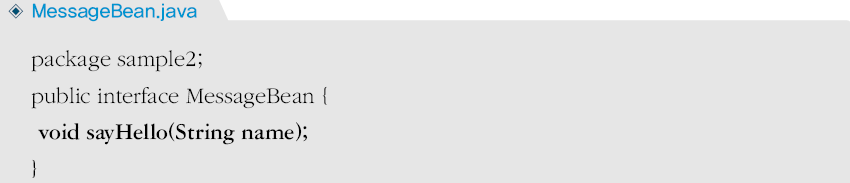 MessageBean.java
package sample2;
public interface MessageBean {
void sayHello(String name);
}